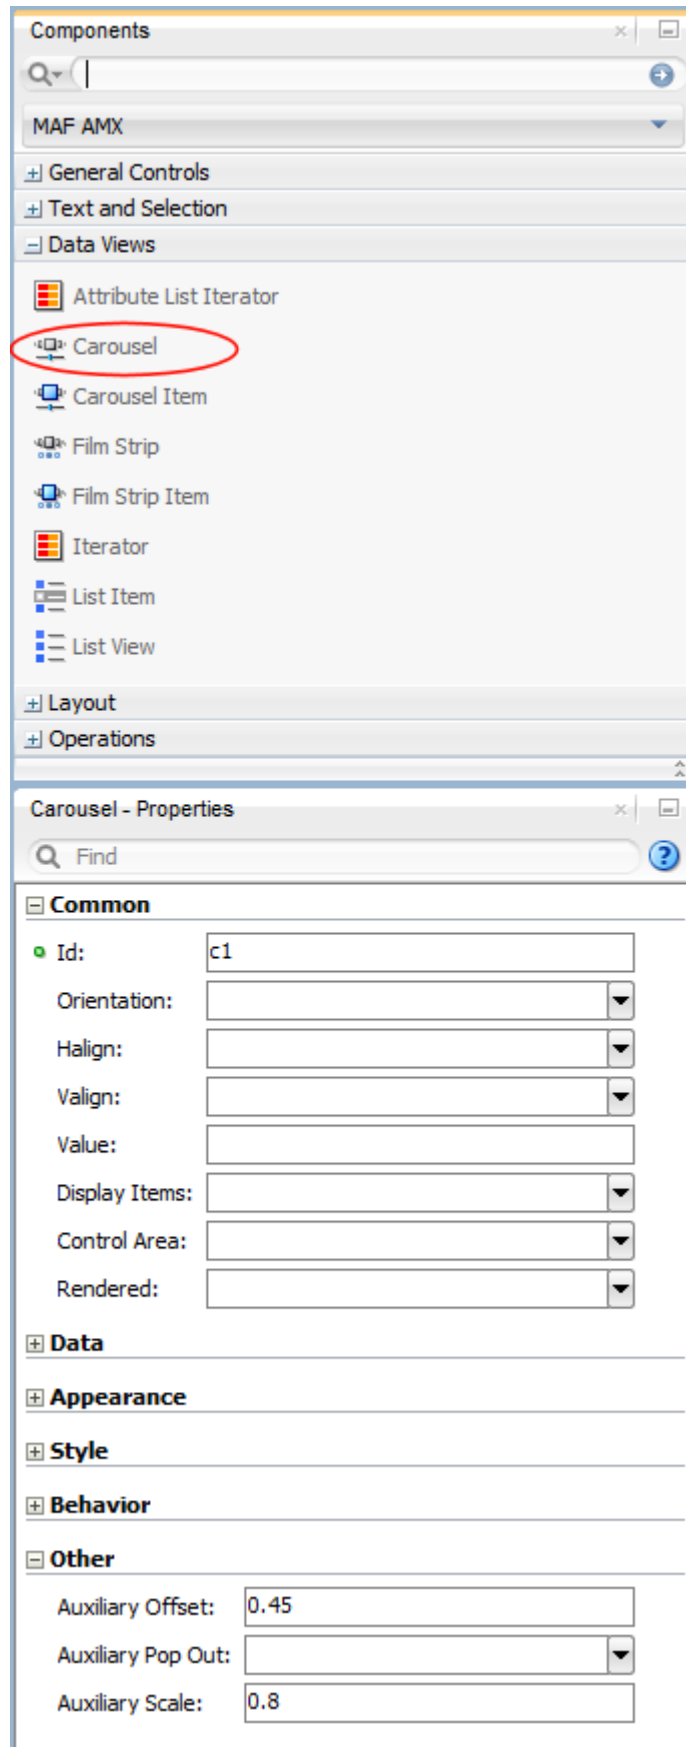 Components
MAF AMX
General Controls
Text and Selection
Data Views
Attribute List Iterator
Carousel
Carousel Item
Film Strip
Film Strip Item
Iterator
List Item
List View
Layout
Operations
Carousel - Properties
Find
Common
Id: c1
Orientation:
Halign:
Valign:
Value:
Display Items:
Control Area:
Rendered:
Data
Appearance
Style
Behavior
Other
Auxiliary Offset: 0.45
Auxiliary Pop Out:
Auxiliary Scale: 0.8